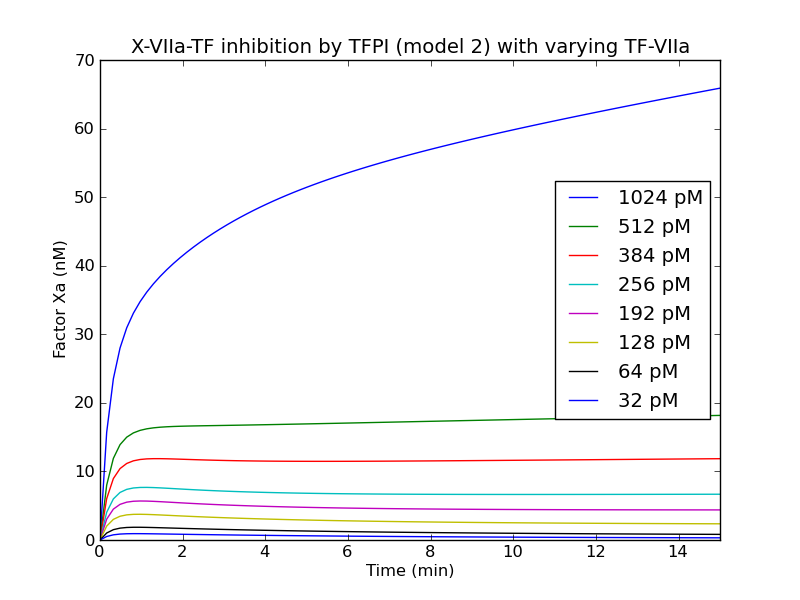 X-VIIa-TF inhibition by TFPI (model 2) with varying TF-VIIa
70
60
50
40
30
20
10
0
Factor Xa (nM)
1024 pM
512 pM
384 pM
256 pM
192 pM
128 pM
64 pM
32 pM
0 2 4 6 8 10 12 14
Time (min)